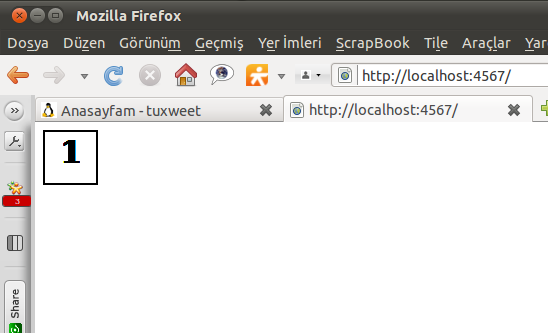 Mozilla Firefox
Dosya Düzen Görünüm Geçmiş Yer İmleri ScrapBook Tile Araçlar Yar
http://localhost:4567/
Anasayfam - tuxweet http://localhost:4567/
1
3
Share